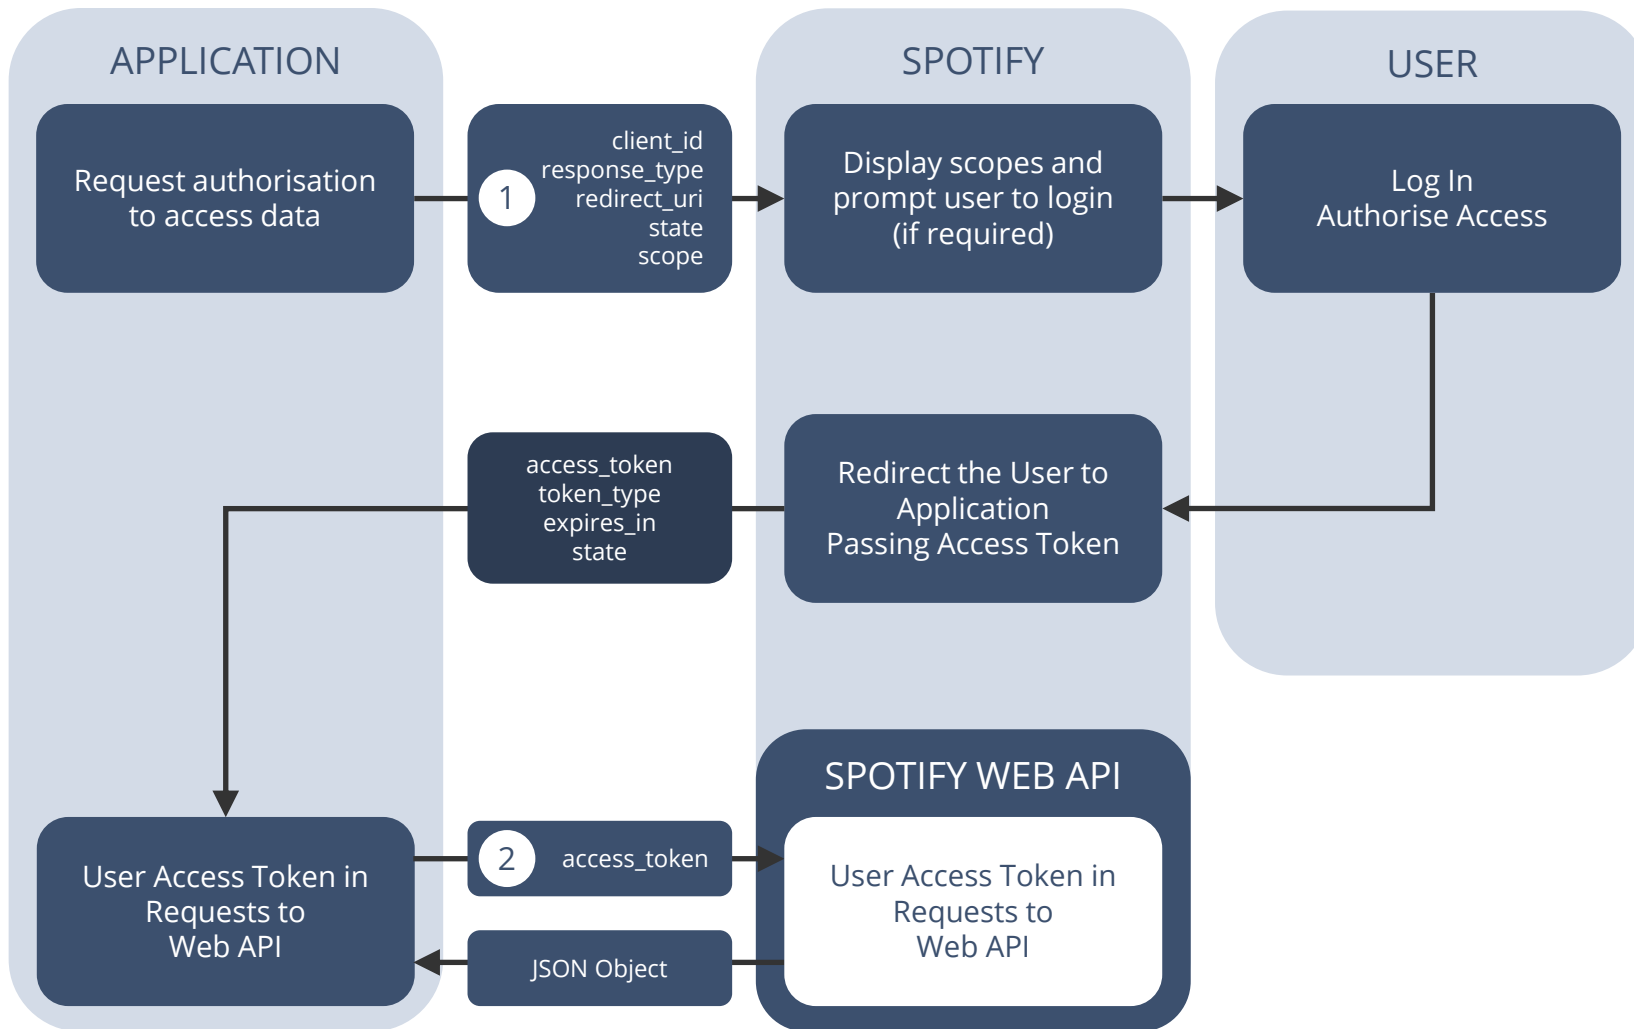 APPLICATION
SPOTIFY
USER
Request authorisation
to access data
1
client_id
response_type
redirect_uri
state
scope
Display scopes and
prompt user to login
(if required)
Log In
Authorise Access
access_token
token_type
expires_in
state
Redirect the User to
Application
Passing Access Token
SPOTIFY WEB API
User Access Token in
Requests to
Web API
2
access_token
JSON Object
User Access Token in
Requests to
Web API